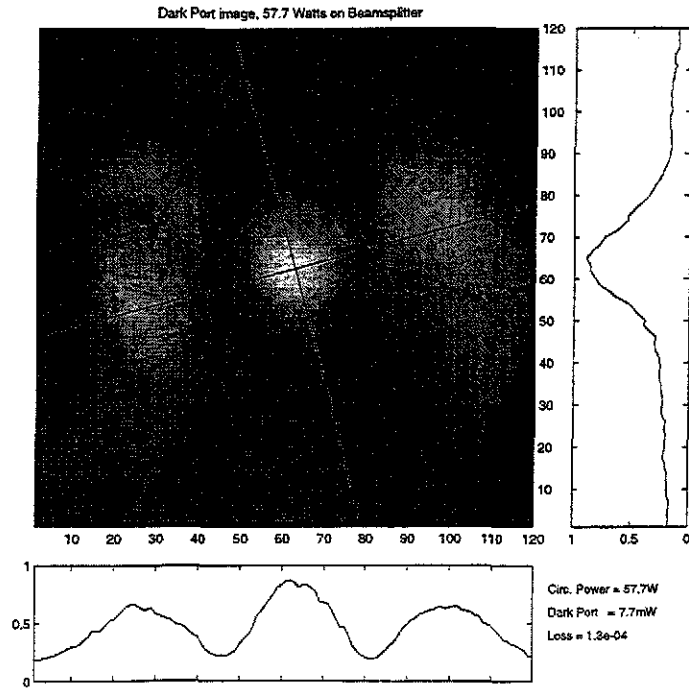 Dark Port image, 57.7 Watts on Beamsplitter
120
110
100
90
80
70
60
50
40
30
20
10
10 20 30 40 50 60 70 80 90 100 110 120
1 0.5 0
1
0.5
0
Circ. Power = 57.7W
Dark Port = 7.7mW
Loss = 1.3e-04